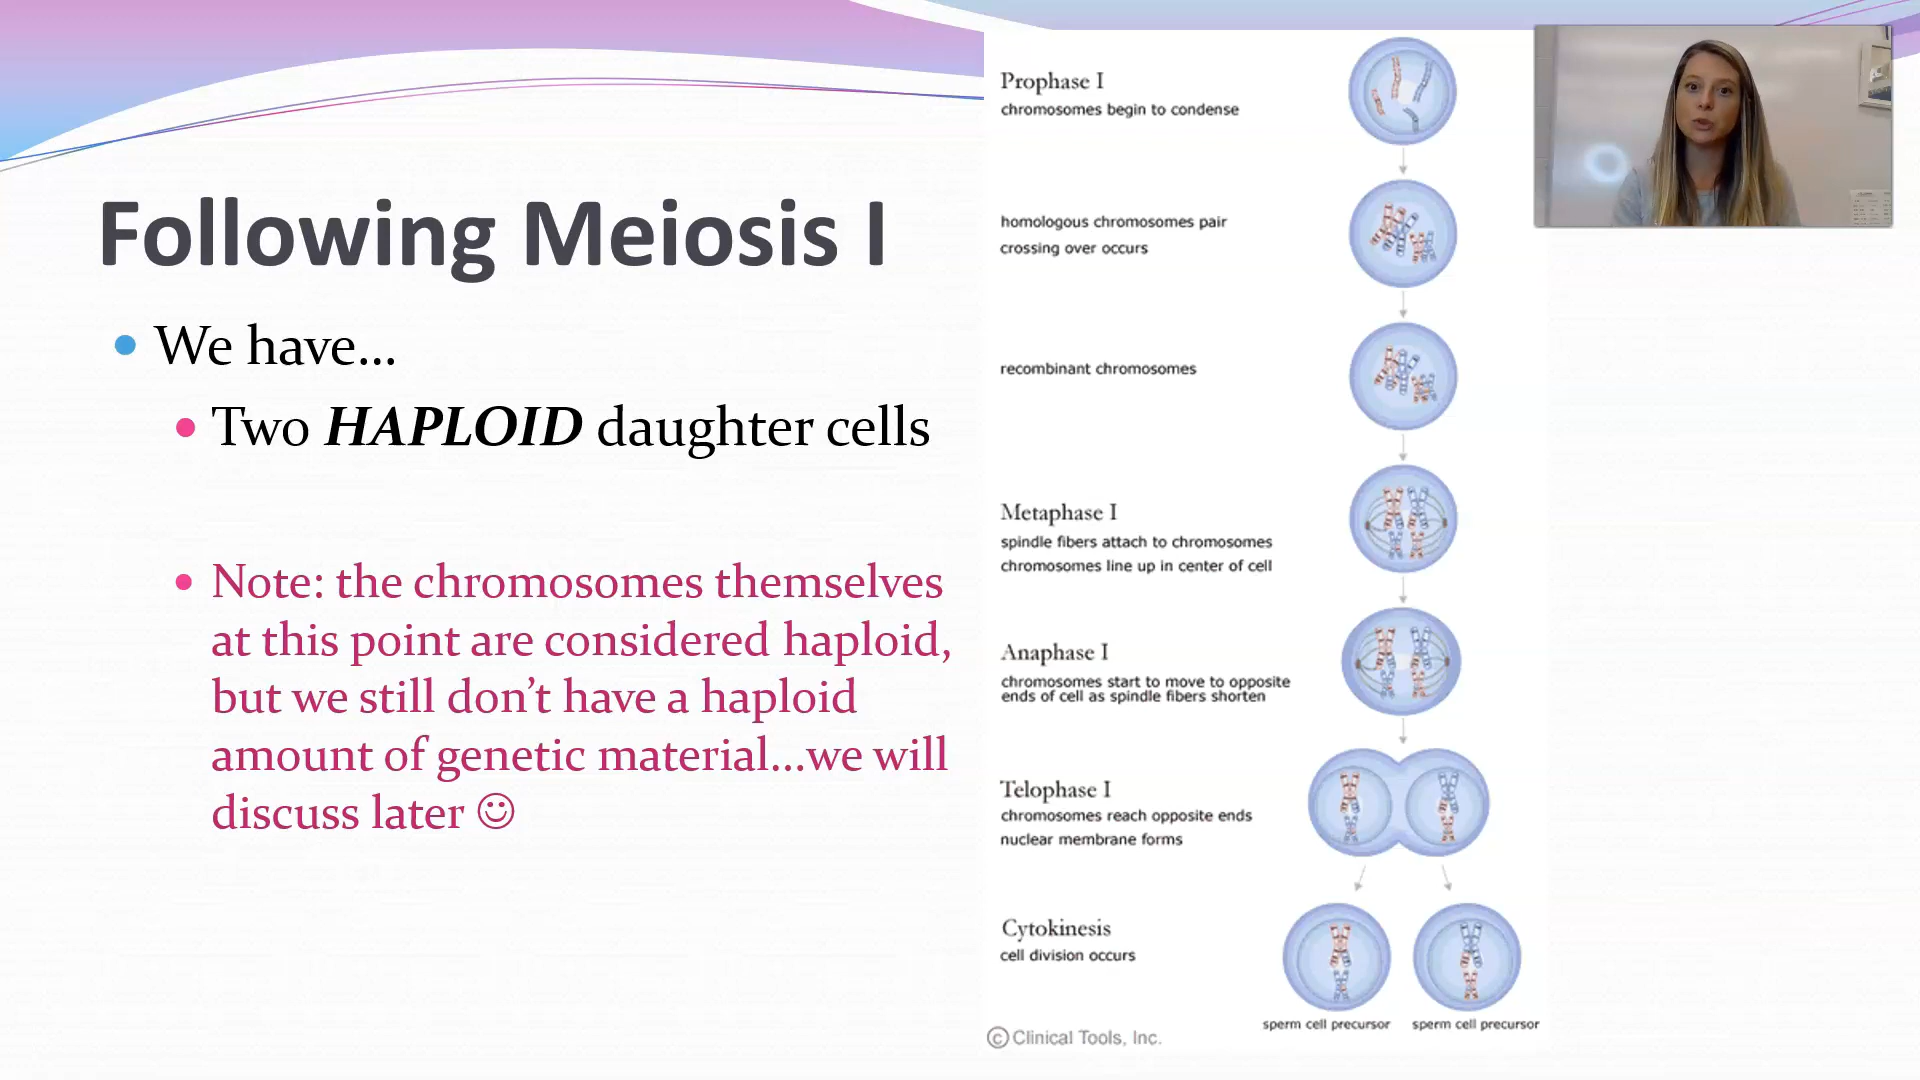 Following Meiosis I
We have...
Two HAPLOID daughter cells
Note: the chromosomes themselves
at this point are considered haploid,
but we still don’t have a haploid
amount of genetic material...we will
discuss later ☺
Prophase I
chromosomes begin to condense
homologous chromosomes pair
crossing over occurs
recombinant chromosomes
Metaphase I
spindle fibers attach to chromosomes
chromosomes line up in center of cell
Anaphase I
chromosomes start to move to opposite
ends of cell as spindle fibers shorten
Telophase I
chromosomes reach opposite ends
nuclear membrane forms
Cytokinesis
cell division occurs
sperm cell precursor
sperm cell precursor
© Clinical Tools, Inc.